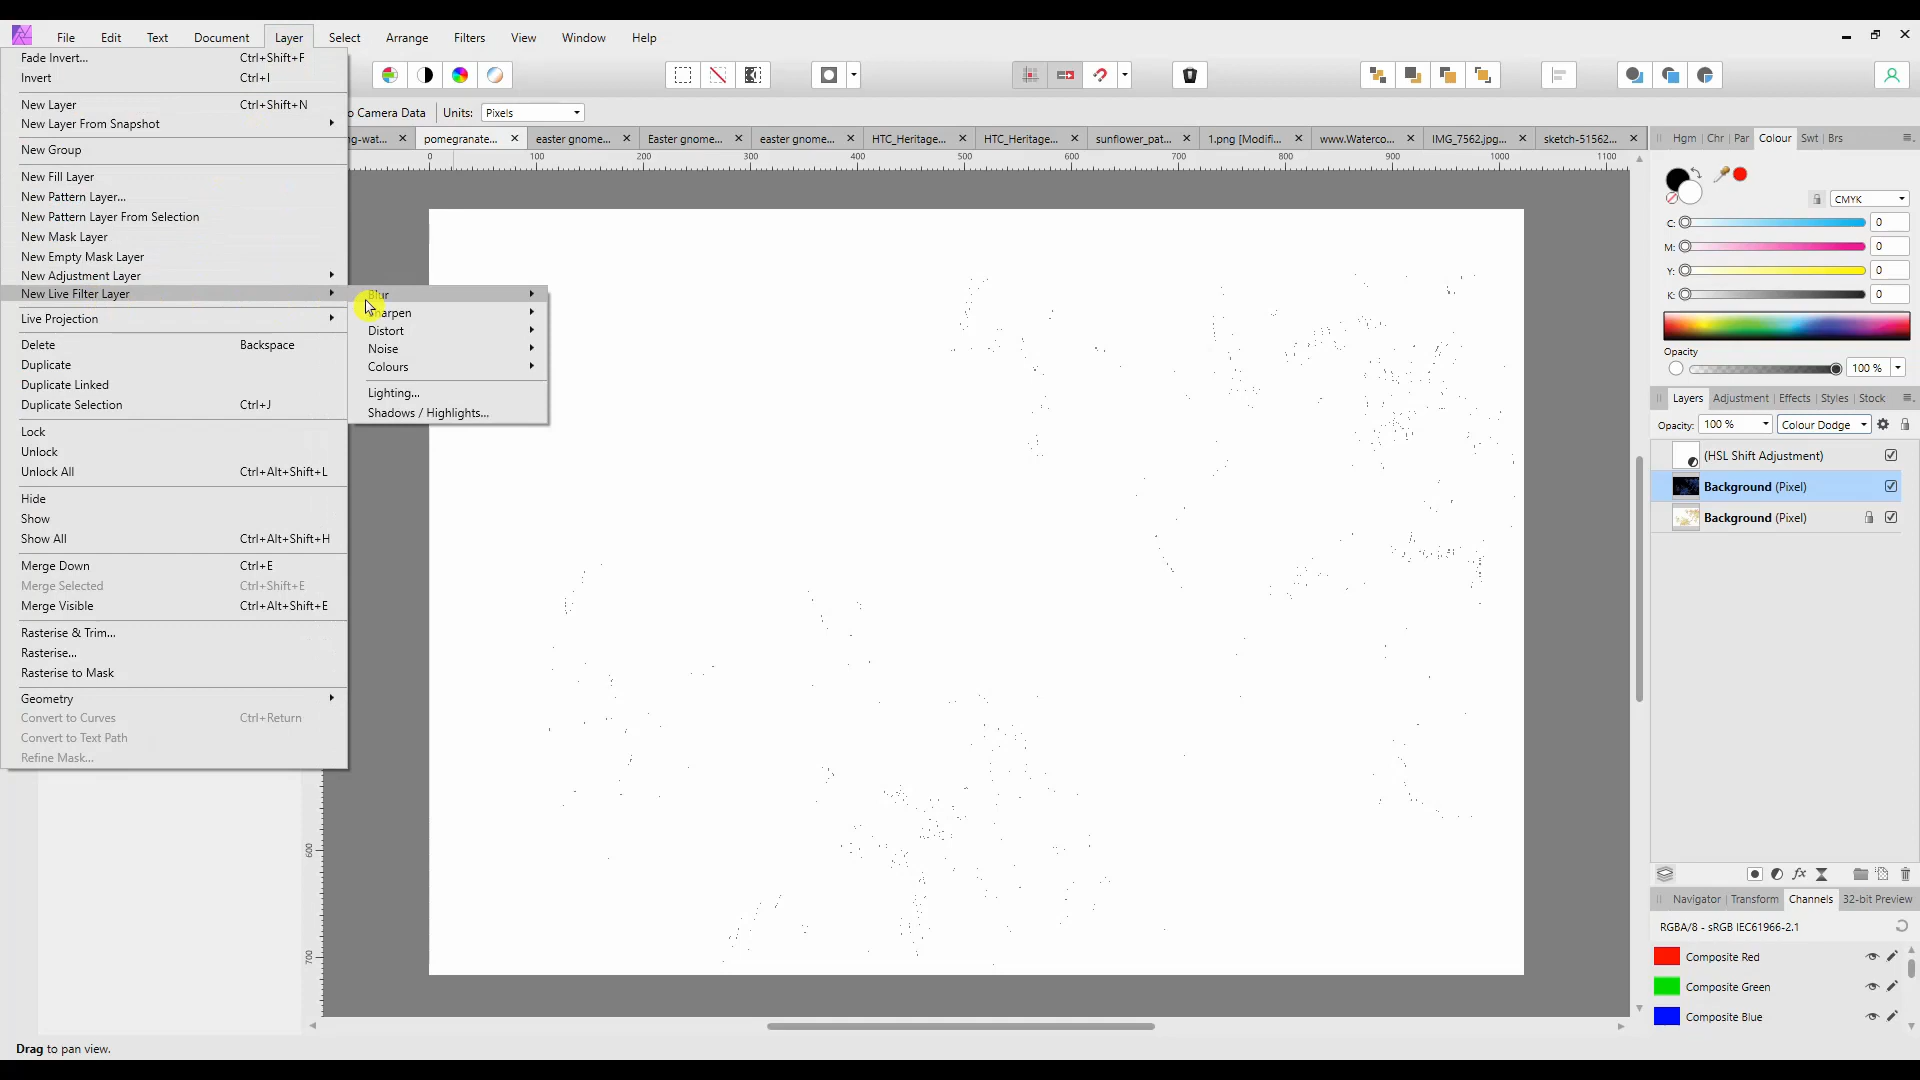 File Edit Text Document Layer Select Arrange Filters View Window Help
Fade Invert... Ctrl+Shift+F
Invert Ctrl+I
New Layer Ctrl+Shift+N
New Layer From Snapshot
New Group
New Fill Layer
New Pattern Layer...
New Pattern Layer From Selection
New Mask Layer
New Empty Mask Layer
New Adjustment Layer
New Live Filter Layer
Live Projection
Delete Backspace
Duplicate
Duplicate Linked
Duplicate Selection Ctrl+J
Lock
Unlock
Unlock All Ctrl+Alt+Shift+L
Hide
Show
Show All Ctrl+Alt+Shift+H
Merge Down Ctrl+E
Merge Selected Ctrl+Shift+E
Merge Visible Ctrl+Alt+Shift+E
Rasterise & Trim...
Rasterise...
Rasterise to Mask
Geometry
Convert to Curves Ctrl+Return
Convert to Text Path
Refine Mask...
Blur
Sharpen
Distort
Noise
Colours
Lighting...
Shadows / Highlights...
o Camera Data Units: Pixels
ng-wat... pomegranate... easter gnome... Easter gnome... easter gnome... HTC_Heritage... HTC_Heritage... sunflower_pat... 1.png [Modifi... www.Waterco... IMG_7562.jpg... sketch-51562...
0 100 200 300 400 500 600 700 800 900 1000 1100
600
700
Hgm Chr Par Colour Swt Brs
CMYK
C: 0
M: 0
Y: 0
K: 0
Opacity
100 %
Layers Adjustment Effects Styles Stock
Opacity: 100 % Colour Dodge
(HSL Shift Adjustment)
Background (Pixel)
Background (Pixel)
Navigator Transform Channels 32-bit Preview
RGBA/8 - sRGB IEC61966-2.1
Composite Red
Composite Green
Composite Blue
Drag to pan view.